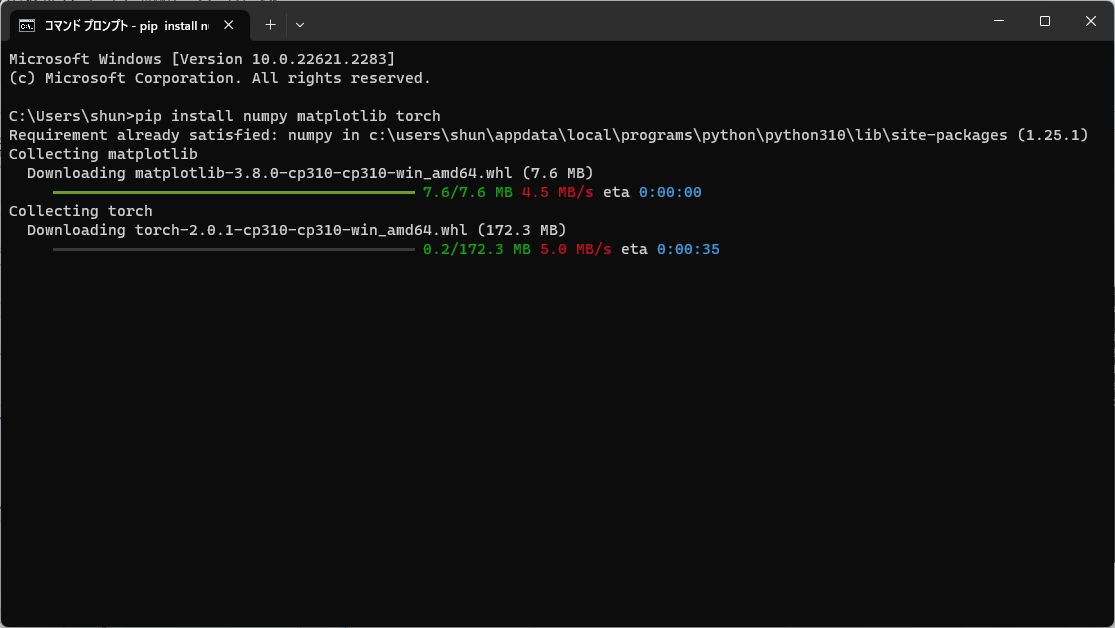 コマンド プロンプト - pip  install n
Microsoft Windows [Version 10.0.22621.2283]
(c) Microsoft Corporation. All rights reserved.
C:\Users\shun>pip install numpy matplotlib torch
Requirement already satisfied: numpy in c:\users\shun\appdata\local\programs\python\python310\lib\site-packages (1.25.1)
Collecting matplotlib
Downloading matplotlib-3.8.0-cp310-cp310-win_amd64.whl (7.6 MB)
7.6/7.6 MB 4.5 MB/s eta 0:00:00
Collecting torch
Downloading torch-2.0.1-cp310-cp310-win_amd64.whl (172.3 MB)
0.2/172.3 MB 5.0 MB/s eta 0:00:35